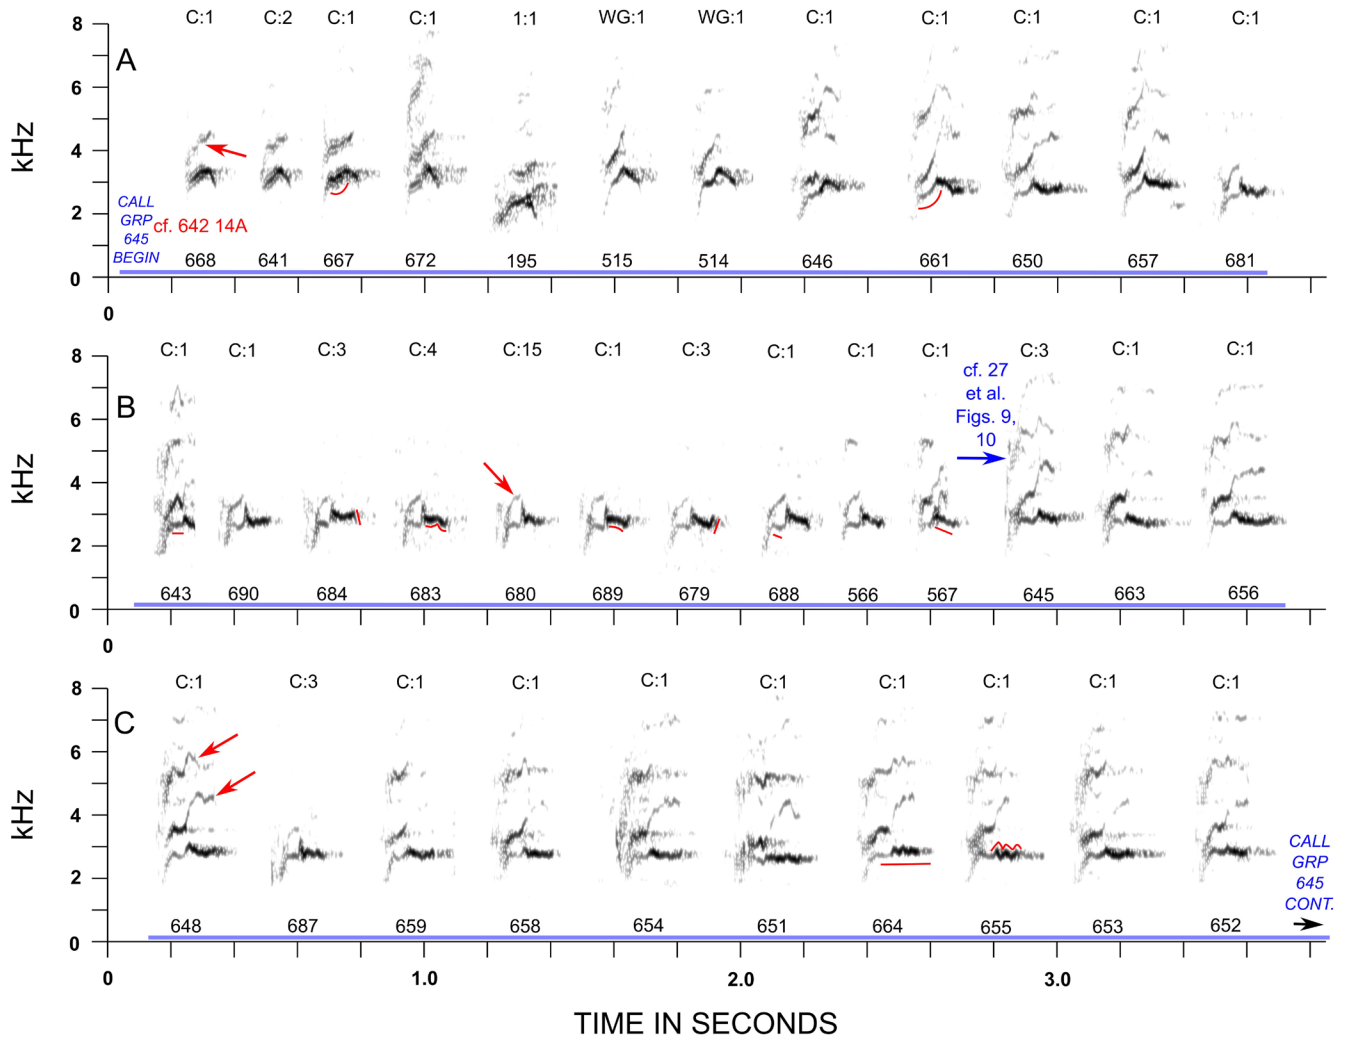 C:1 C:2 C:1 C:1 1:1 WG:1 WG:1 C:1 C:1 C:1 C:1 C:1
8
A
6
kHz
4
2
CALL
GRP
645
BEGIN
cf. 642 14A
668 641 667 672 195 515 514 646 661 650 657 681
0
0
C:1 C:1 C:3 C:4 C:15 C:1 C:3 C:1 C:1 C:1 C:3 C:1 C:1
8
B
cf. 27
et al.
Figs. 9,
10
6
kHz
4
2
643 690 684 683 680 689 679 688 566 567 645 663 656
0
0
C:1 C:3 C:1 C:1 C:1 C:1 C:1 C:1 C:1 C:1
8
C
6
kHz
4
2
CALL
GRP
645
CONT.
648 687 659 658 654 651 664 655 653 652
0
0 1.0 2.0 3.0
TIME IN SECONDS